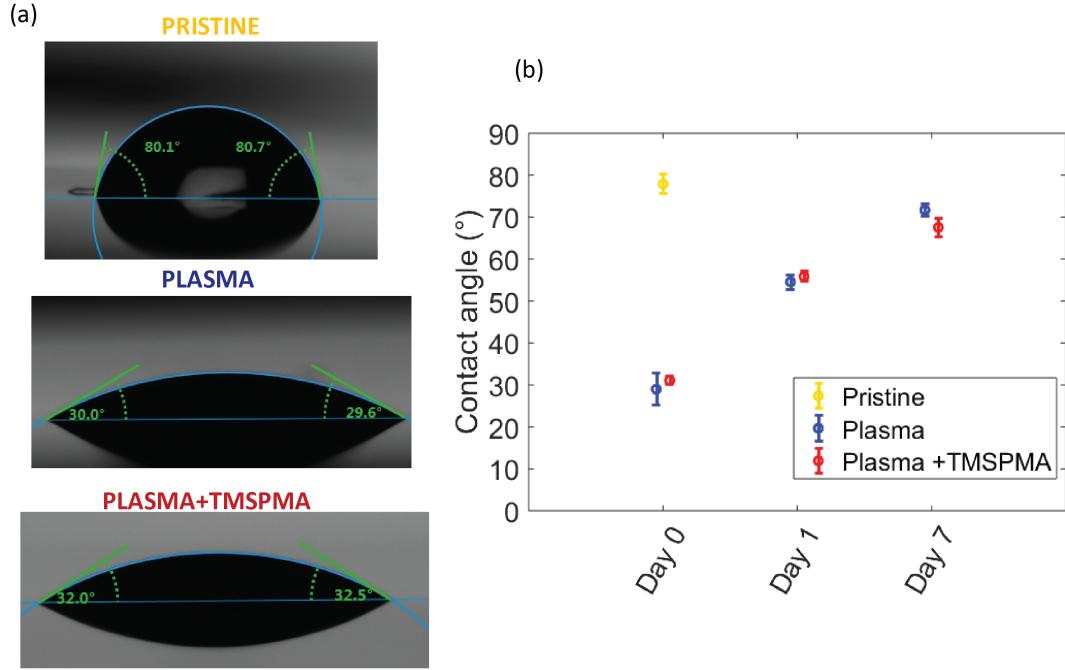 (a)
PRISTINE
80.1° 80.7°
PLASMA
30.0° 29.6°
PLASMA+TMSPMA
32.0° 32.5°
(b)
Contact angle (°)
90
80
70
60
50
40
30
20
10
0
Day 0 Day 1 Day 7
Pristine
Plasma
Plasma +TMSPMA